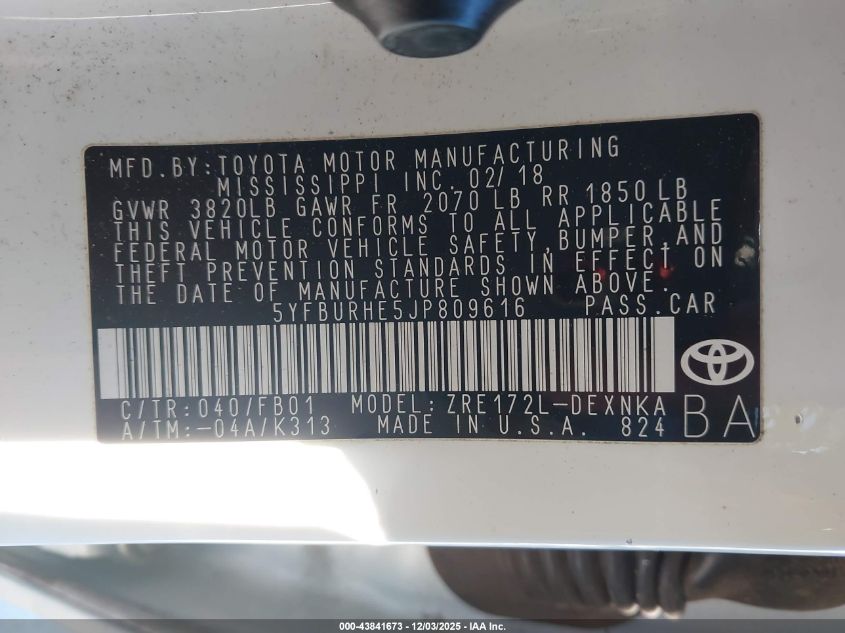 MFD.BY:TOYOTA MOTOR MANUFACTURING
MISSISSIPPI INC. 02/18
GVWR 3820LB GAWR FR 2070 LB RR 1850 LB
THIS VEHICLE CONFORMS TO ALL APPLICABLE
FEDERAL MOTOR VEHICLE SAFETY,BUMPER,AND
THEFT PREVENTION STANDARDS IN EFFECT ON
THE DATE OF MANUFACTURE SHOWN ABOVE.
5YFBURHE5JP809616 PASS.CAR
C/TR:040/FB01 MODEL:ZRE172L-DEXNKA
A/TM:-04A/K313 MADE IN U.S.A. 824
BA
000-43841673 - 12/03/2025 - IAA Inc.